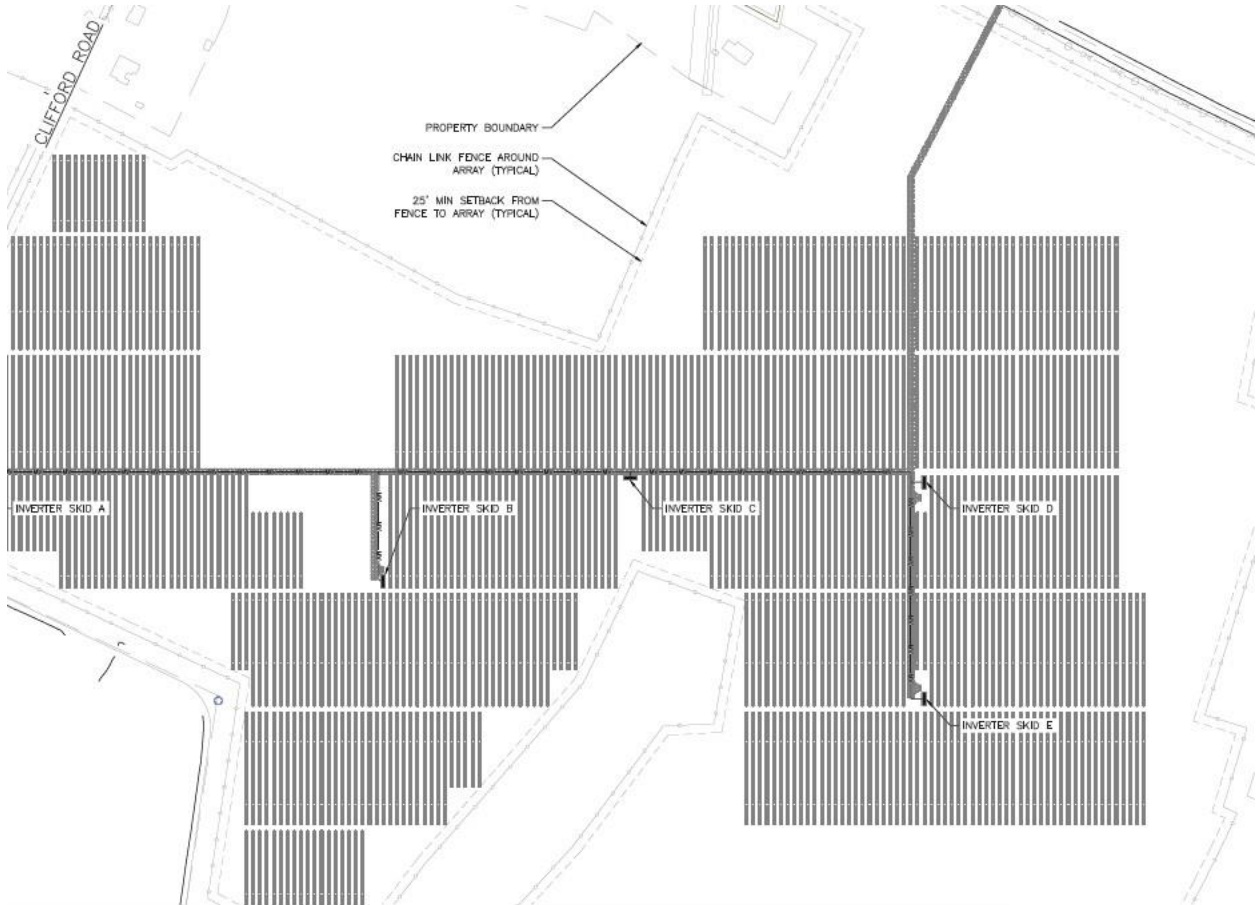 CLIFFORD ROAD
PROPERTY BOUNDARY
CHAIN LINK FENCE AROUND
ARRAY (TYPICAL)
25' MIN SETBACK FROM
FENCE TO ARRAY (TYPICAL)
INVERTER SKID A
INVERTER SKID B
INVERTER SKID C
INVERTER SKID D
INVERTER SKID E